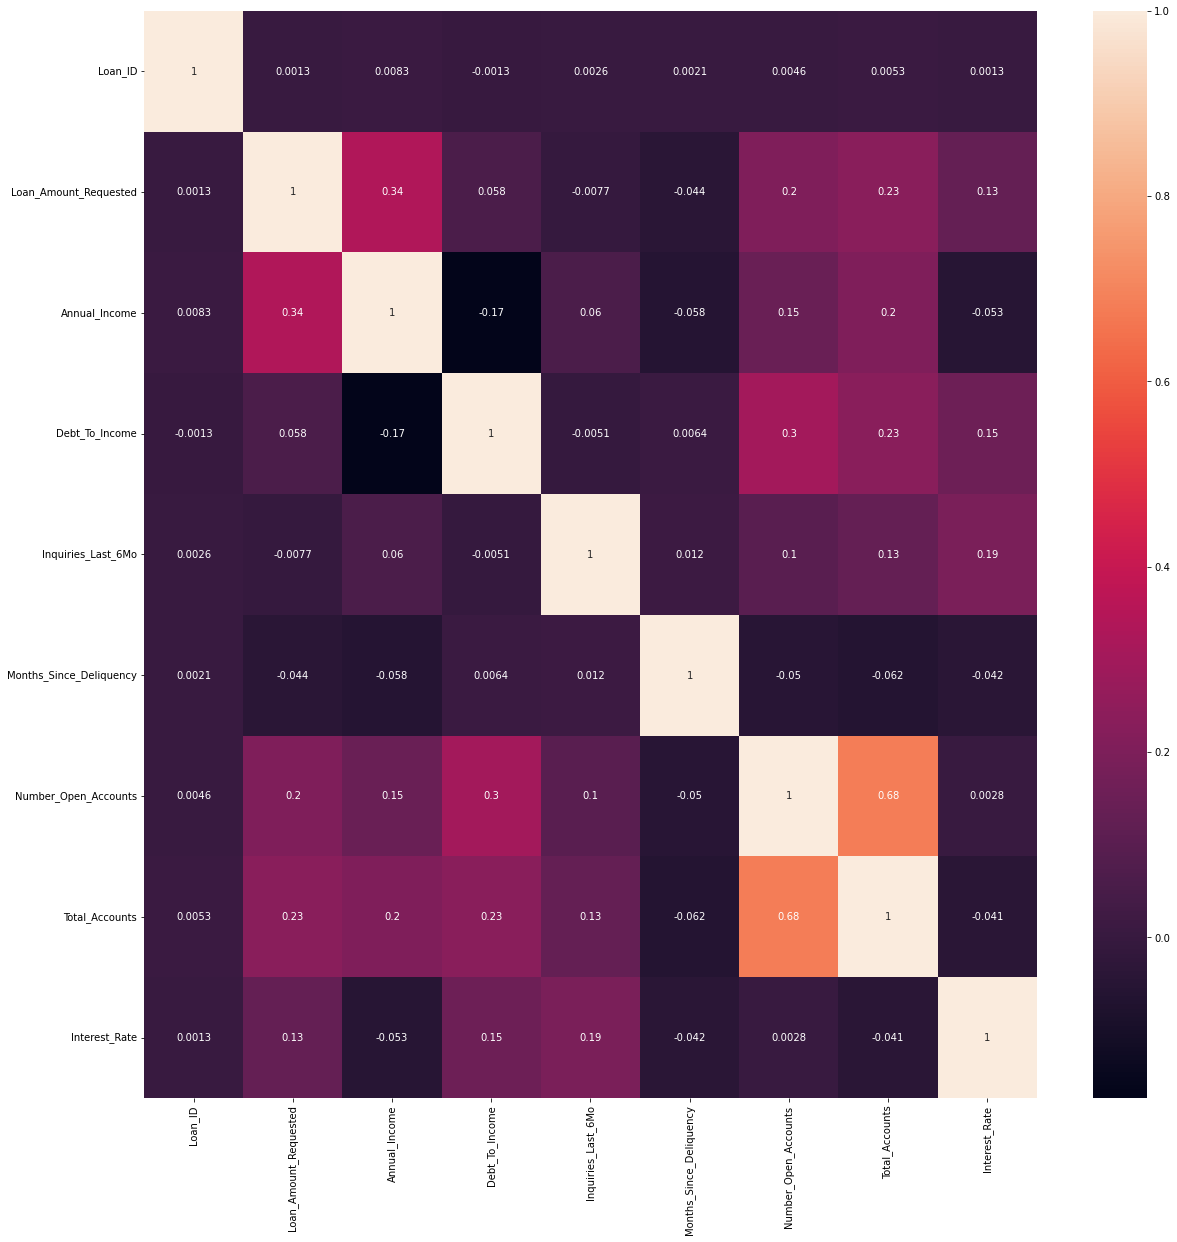 Loan_ID 1 0.0013 0.0083 -0.0013 0.0026 0.0021 0.0046 0.0053 0.0013
Loan_Amount_Requested 0.0013 1 0.34 0.058 -0.0077 -0.044 0.2 0.23 0.13
Annual_Income 0.0083 0.34 1 -0.17 0.06 -0.058 0.15 0.2 -0.053
Debt_To_Income -0.0013 0.058 -0.17 1 -0.0051 0.0064 0.3 0.23 0.15
Inquiries_Last_6Mo 0.0026 -0.0077 0.06 -0.0051 1 0.012 0.1 0.13 0.19
Months_Since_Deliquency 0.0021 -0.044 -0.058 0.0064 0.012 1 -0.05 -0.062 -0.042
Number_Open_Accounts 0.0046 0.2 0.15 0.3 0.1 -0.05 1 0.68 0.0028
Total_Accounts 0.0053 0.23 0.2 0.23 0.13 -0.062 0.68 1 -0.041
Interest_Rate 0.0013 0.13 -0.053 0.15 0.19 -0.042 0.0028 -0.041 1
Loan_ID
Loan_Amount_Requested
Annual_Income
Debt_To_Income
Inquiries_Last_6Mo
Months_Since_Deliquency
Number_Open_Accounts
Total_Accounts
Interest_Rate
1.0
0.8
0.6
0.4
0.2
0.0